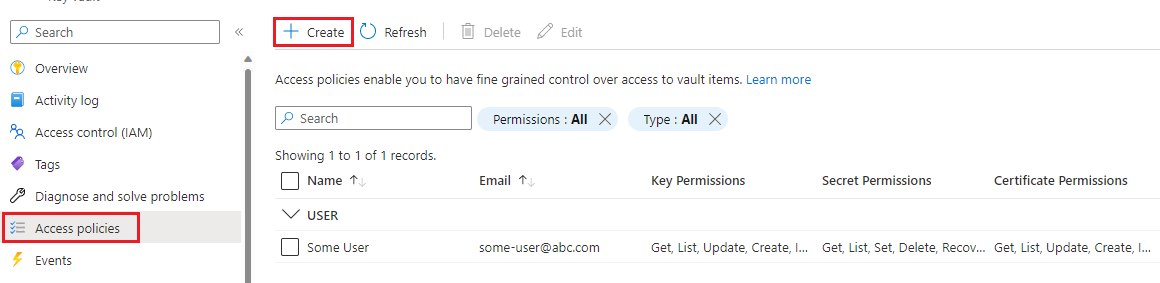 Key vault
Search «
Overview
Activity log
Access control (IAM)
Tags
Diagnose and solve problems
Access policies
Events
Create Refresh Delete Edit
Access policies enable you to have fine grained control over access to vault items. Learn more
Search Permissions : All Type : All
Showing 1 to 1 of 1 records.
Name ↑↓ Email ↑↓ Key Permissions Secret Permissions Certificate Permissions
USER
Some User some-user@abc.com Get, List, Update, Create, I... Get, List, Set, Delete, Recov... Get, List, Update, Create, I...